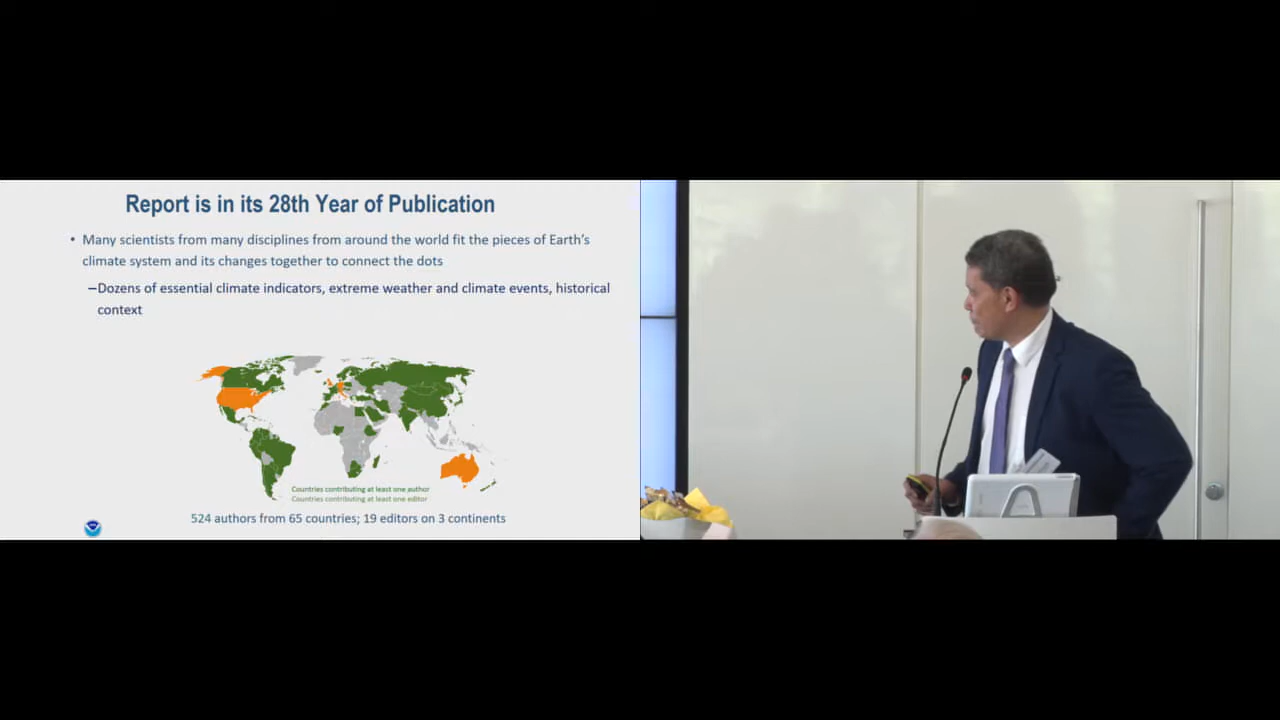 Report is in its 28th Year of Publication
• Many scientists from many disciplines from around the world fit the pieces of Earth's
climate system and its changes together to connect the dots
–Dozens of essential climate indicators, extreme weather and climate events, historical
context
Countries contributing at least one author
Countries contributing at least one editor
524 authors from 65 countries; 19 editors on 3 continents